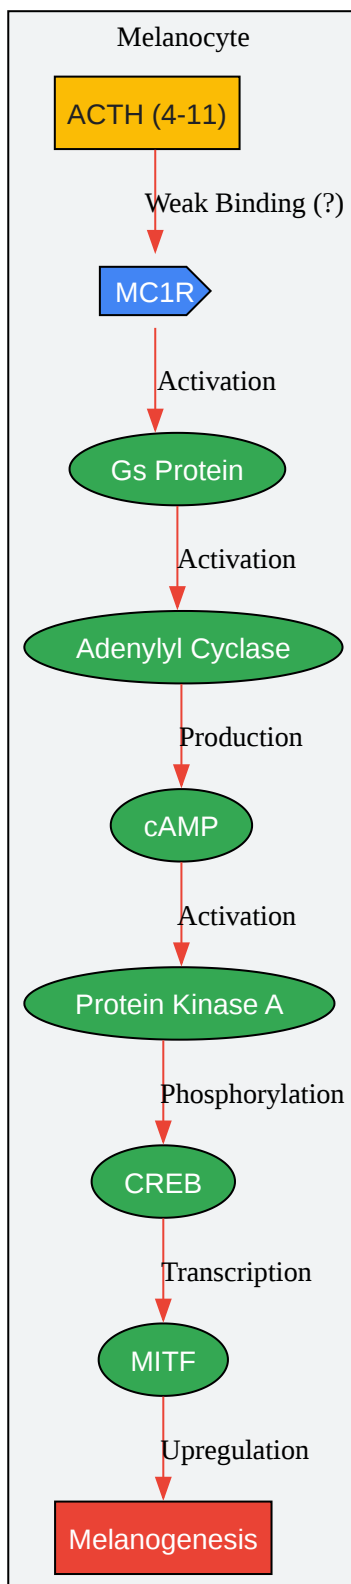 Melanocyte
ACTH (4-11)
Weak Binding (?)
MC1R
Activation
Gs Protein
Activation
Adenylyl Cyclase
Production
cAMP
Activation
Protein Kinase A
Phosphorylation
CREB
Transcription
MITF
Upregulation
Melanogenesis